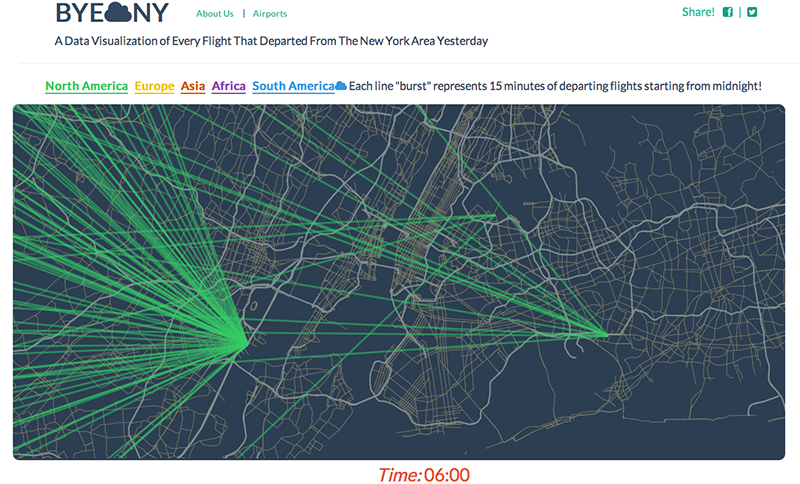 BYE NY
About Us | Airports
Share! |
A Data Visualization of Every Flight That Departed From The New York Area Yesterday
North America Europe Asia Africa South America Each line "burst" represents 15 minutes of departing flights starting from midnight!
Time: 06:00